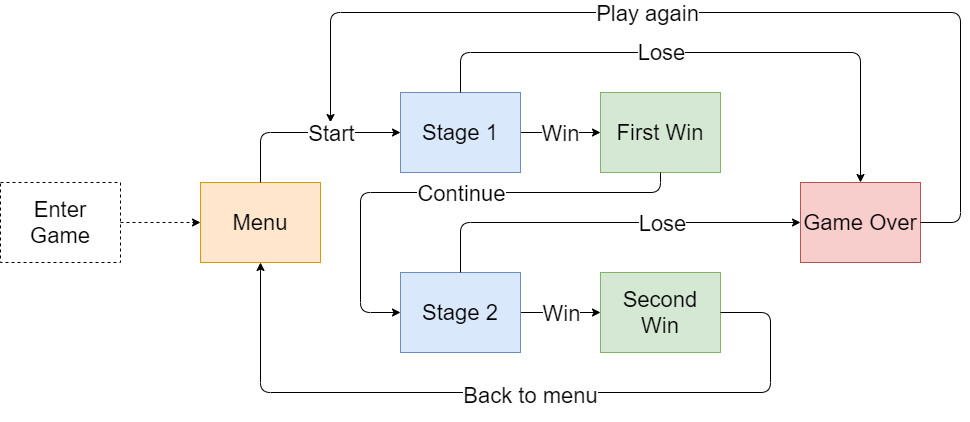 Play again
Lose
Start
Stage 1
Win
First Win
Continue
Enter
Game
Menu
Lose
Game Over
Stage 2
Win
Second
Win
Back to menu